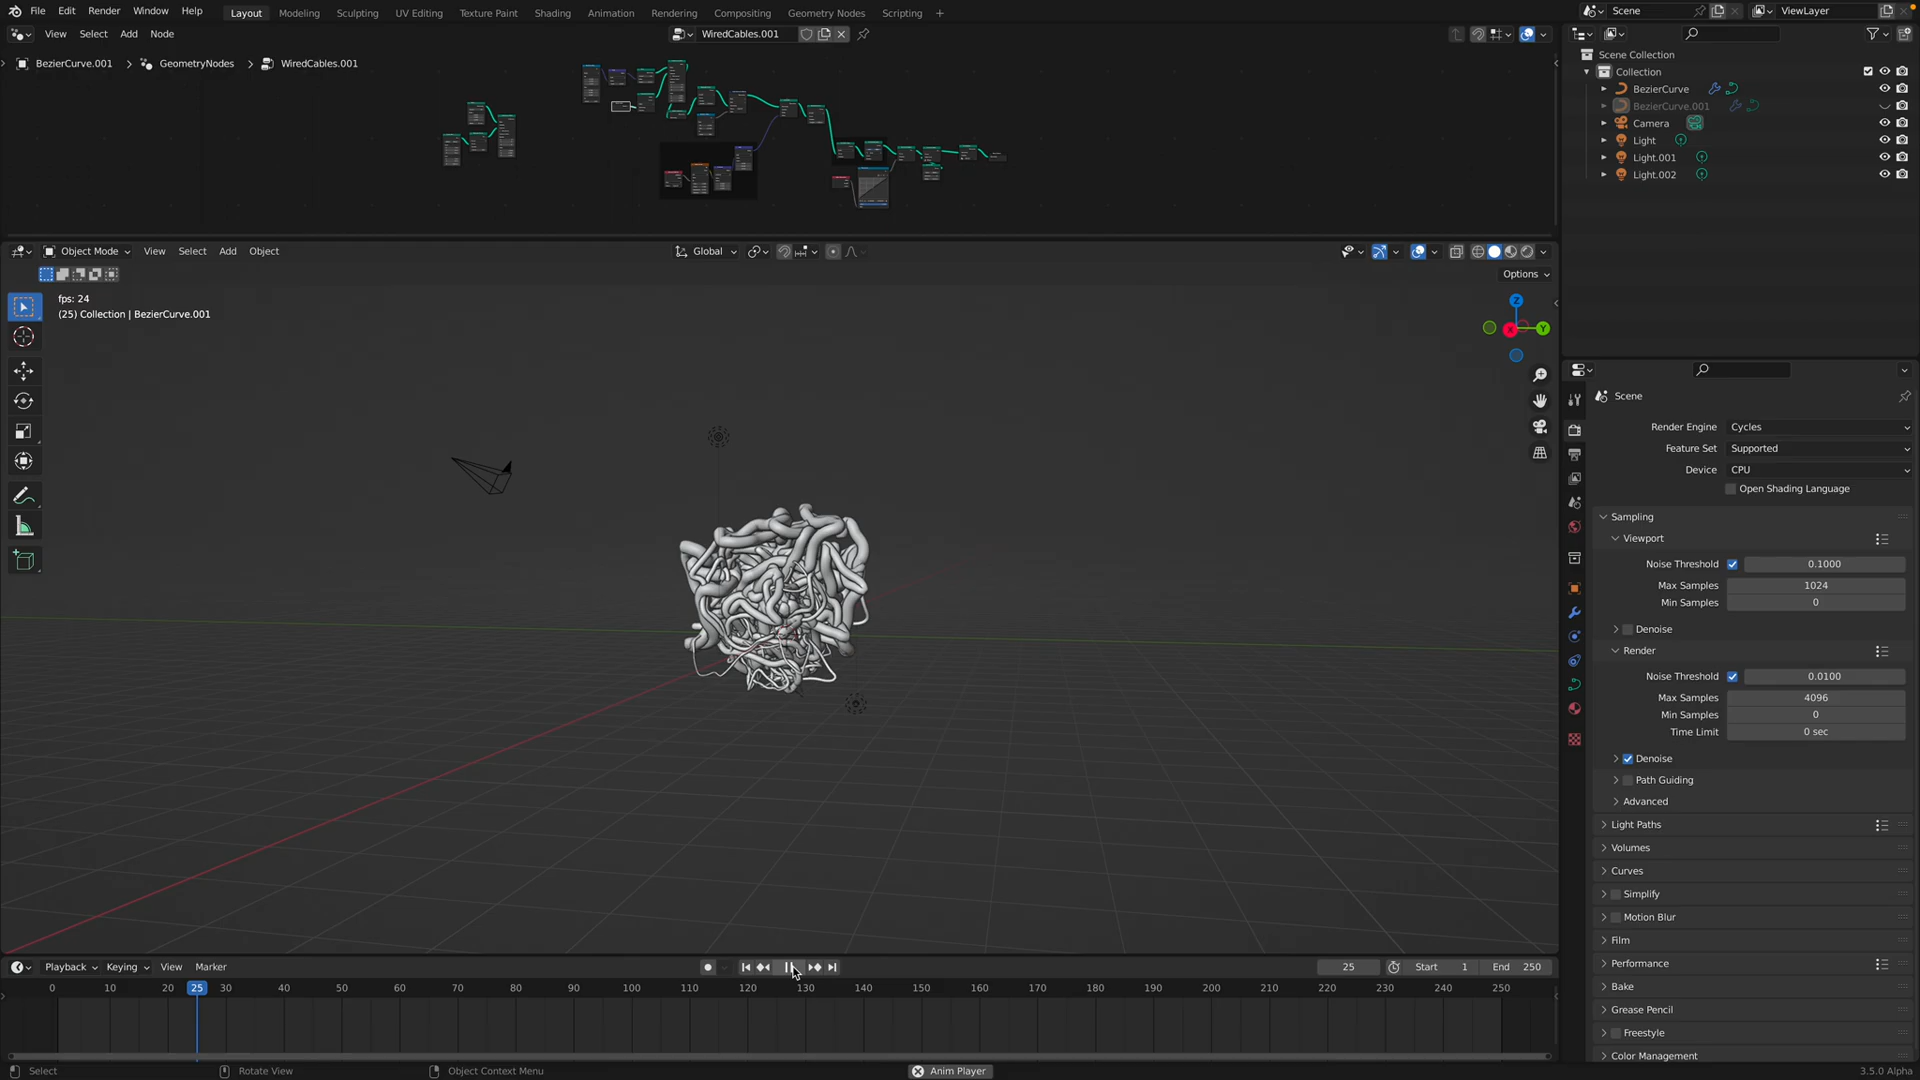 File Edit Render Window Help Layout Modeling Sculpting UV Editing Texture Paint Shading Animation Rendering Compositing Geometry Nodes Scripting + Scene ViewLayer
View Select Add Node WiredCables.001
BezierCurve.001 GeometryNodes WiredCables.001
Scene Collection
Collection
BezierCurve
BezierCurve.001
Camera
Light
Light.001
Light.002
Object Mode View Select Add Object Global
Options
fps: 24
(25) Collection | BezierCurve.001
Z
X
Y
Scene
Render Engine Cycles
Feature Set Supported
Device CPU
Open Shading Language
Sampling
Viewport
Noise Threshold 0.1000
Max Samples 1024
Min Samples 0
Denoise
Render
Noise Threshold 0.0100
Max Samples 4096
Min Samples 0
Time Limit 0 sec
Denoise
Path Guiding
Advanced
Light Paths
Volumes
Curves
Simplify
Motion Blur
Film
Performance
Bake
Grease Pencil
Freestyle
Color Management
Playback Keying View Marker 25 Start 1 End 250
0 10 20 25 30 40 50 60 70 80 90 100 110 120 130 140 150 160 170 180 190 200 210 220 230 240 250
Select Rotate View Object Context Menu Anim Player 3.5.0 Alpha